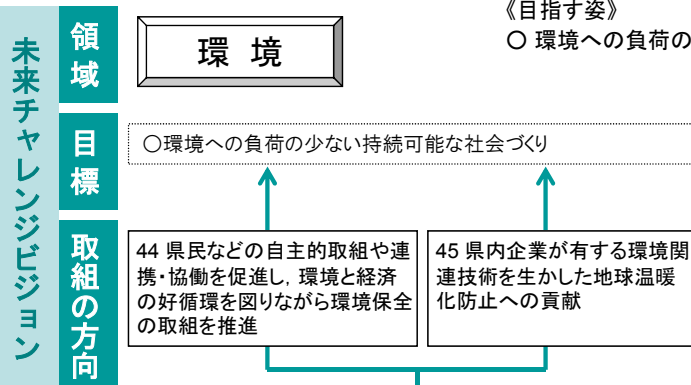 未来チャレンジビジョン
領域
環 境
《目指す姿》
〇 環境への負荷の
目標
〇環境への負荷の少ない持続可能な社会づくり
取組の方向
44 県民などの自主的取組や連
携・協働を促進し，環境と経済
の好循環を図りながら環境保全
の取組を推進
45 県内企業が有する環境関
連技術を生かした地球温暖
化防止への貢献